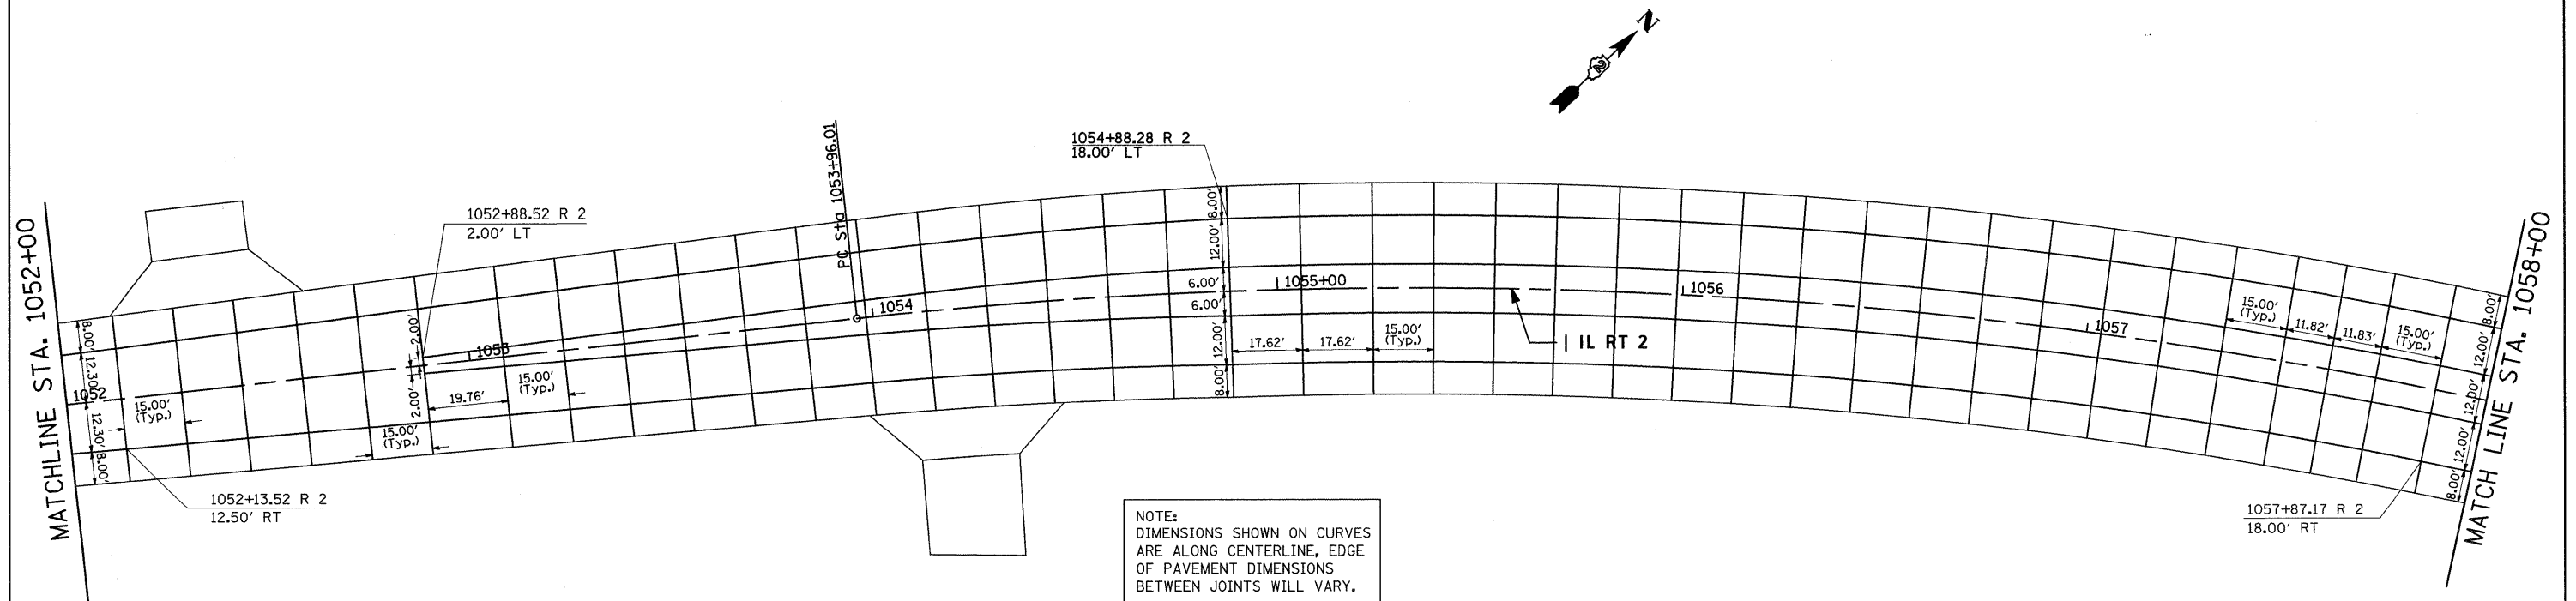 N
2
1054+88.28 R 2
18.00' LT
PC Sta 1053+96.01
1052+88.52 R 2
2.00' LT
MATCHLINE STA. 1052+00
8.00'
12.30'
1052
12.30'
8.00'
15.00'
(Typ.)
1052+13.52 R 2
12.50' RT
15.00'
(Typ.)
2.00'
2.00'
1053
19.76'
15.00'
(Typ.)
1054
8.00'
12.00'
6.00'
6.00'
12.00'
8.00'
1055+00
17.62'
17.62'
15.00'
(Typ.)
| IL RT 2
1056
1057
15.00'
(Typ.)
11.82'
11.83'
15.00'
(Typ.)
8.00'
12.00'
12.00'
12.00'
8.00'
MATCH LINE STA. 1058+00
1057+87.17 R 2
18.00' RT
NOTE:
DIMENSIONS SHOWN ON CURVES
ARE ALONG CENTERLINE, EDGE
OF PAVEMENT DIMENSIONS
BETWEEN JOINTS WILL VARY.